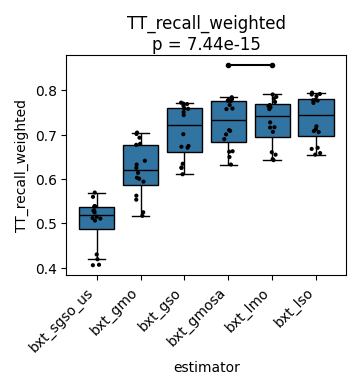 TT_recall_weighted
p = 7.44e-15
TT_recall_weighted
0.8
0.7
0.6
0.5
0.4
bxt_sgso_us
bxt_gmo
bxt_gso
bxt_gmosa
bxt_lmo
bxt_lso
estimator